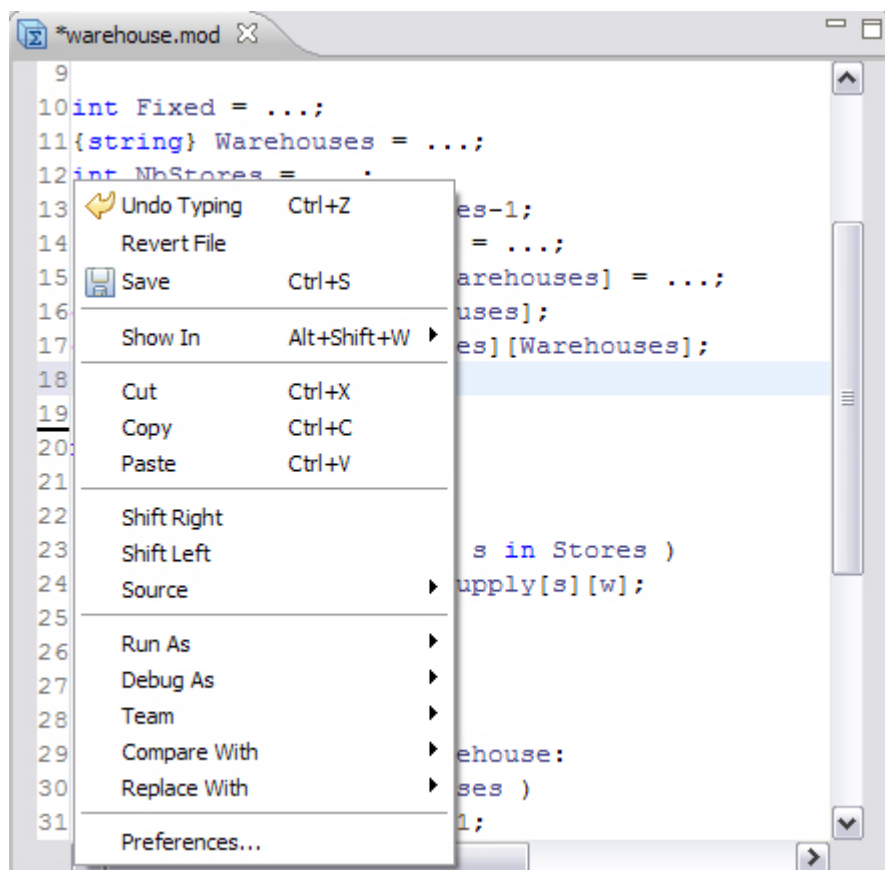 *warehouse.mod
9
10 int Fixed = ...;
11 {string} Warehouses = ...;
12 int NbStores = ...;
13 es-1;
14 = ...;
15 arehouses] = ...;
16 uses];
17 es][Warehouses];
18
19
20
21
22
23 s in Stores )
24 upply[s][w];
25
26
27
28
29 ehouse:
30 ses )
31 1;
Undo Typing Ctrl+Z
Revert File
Save Ctrl+S
Show In Alt+Shift+W
Cut Ctrl+X
Copy Ctrl+C
Paste Ctrl+V
Shift Right
Shift Left
Source
Run As
Debug As
Team
Compare With
Replace With
Preferences...